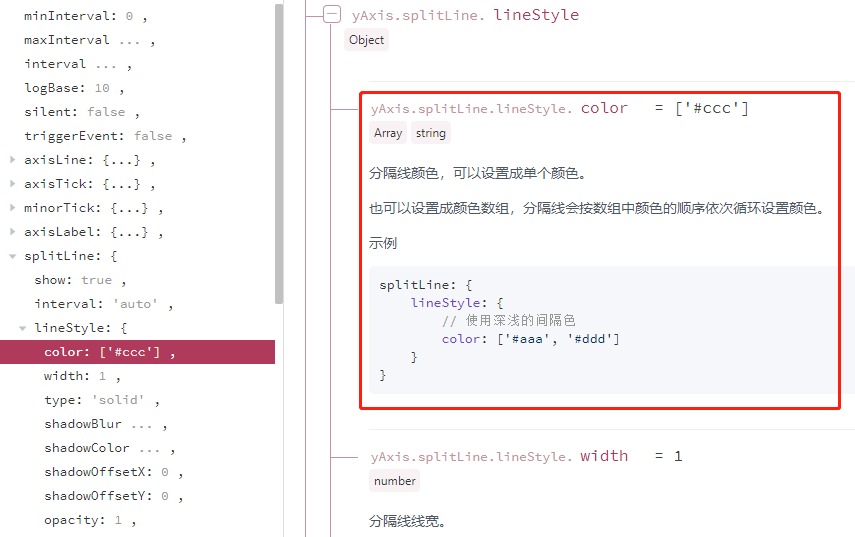 minInterval: 0 ,
maxInterval ... ,
interval ... ,
logBase: 10 ,
silent: false ,
triggerEvent: false ,
axisLine: {...} ,
axisTick: {...} ,
minorTick: {...} ,
axisLabel: {...} ,
splitLine: {
show: true ,
interval: 'auto' ,
lineStyle: {
color: ['#ccc'] ,
width: 1 ,
type: 'solid' ,
shadowBlur ... ,
shadowColor ... ,
shadowOffsetX: 0 ,
shadowOffsetY: 0 ,
opacity: 1 ,
yAxis.splitLine. lineStyle
Object
yAxis.splitLine.lineStyle. color = ['#ccc']
Array string
分隔线颜色，可以设置成单个颜色。
也可以设置成颜色数组，分隔线会按数组中颜色的顺序依次循环设置颜色。
示例
splitLine: {
lineStyle: {
// 使用深浅的间隔色
color: ['#aaa', '#ddd']
}
}
yAxis.splitLine.lineStyle. width = 1
number
分隔线线宽。